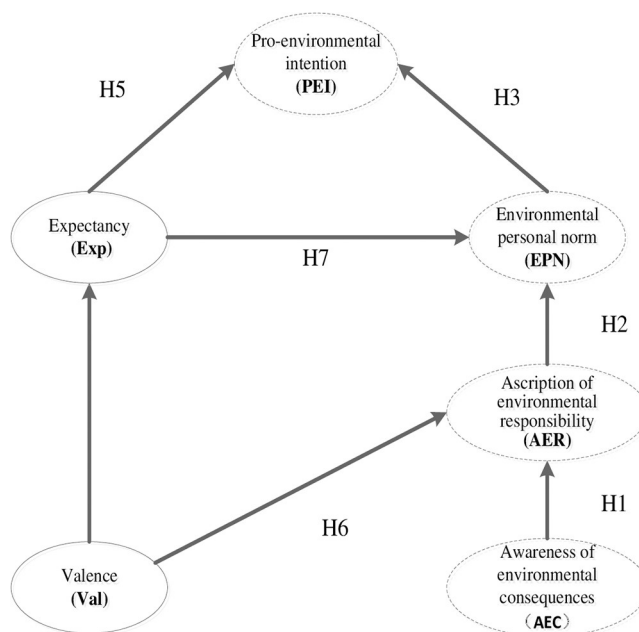 Pro-environmental
intention
(PEI)
H5
H3
Expectancy
(Exp)
Environmental
personal norm
(EPN)
H7
H2
Ascription of
environmental
responsibility
(AER)
H6
H1
Valence
(Val)
Awareness of
environmental
consequences
（AEC）